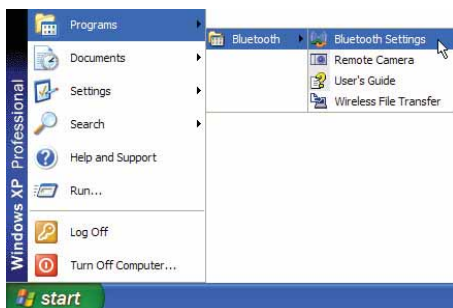 Programs
Documents
Settings
Search
Help and Support
Run...
Log Off
Turn Off Computer...
Windows XP Professional
start
Bluetooth
Bluetooth Settings
Remote Camera
User's Guide
Wireless File Transfer